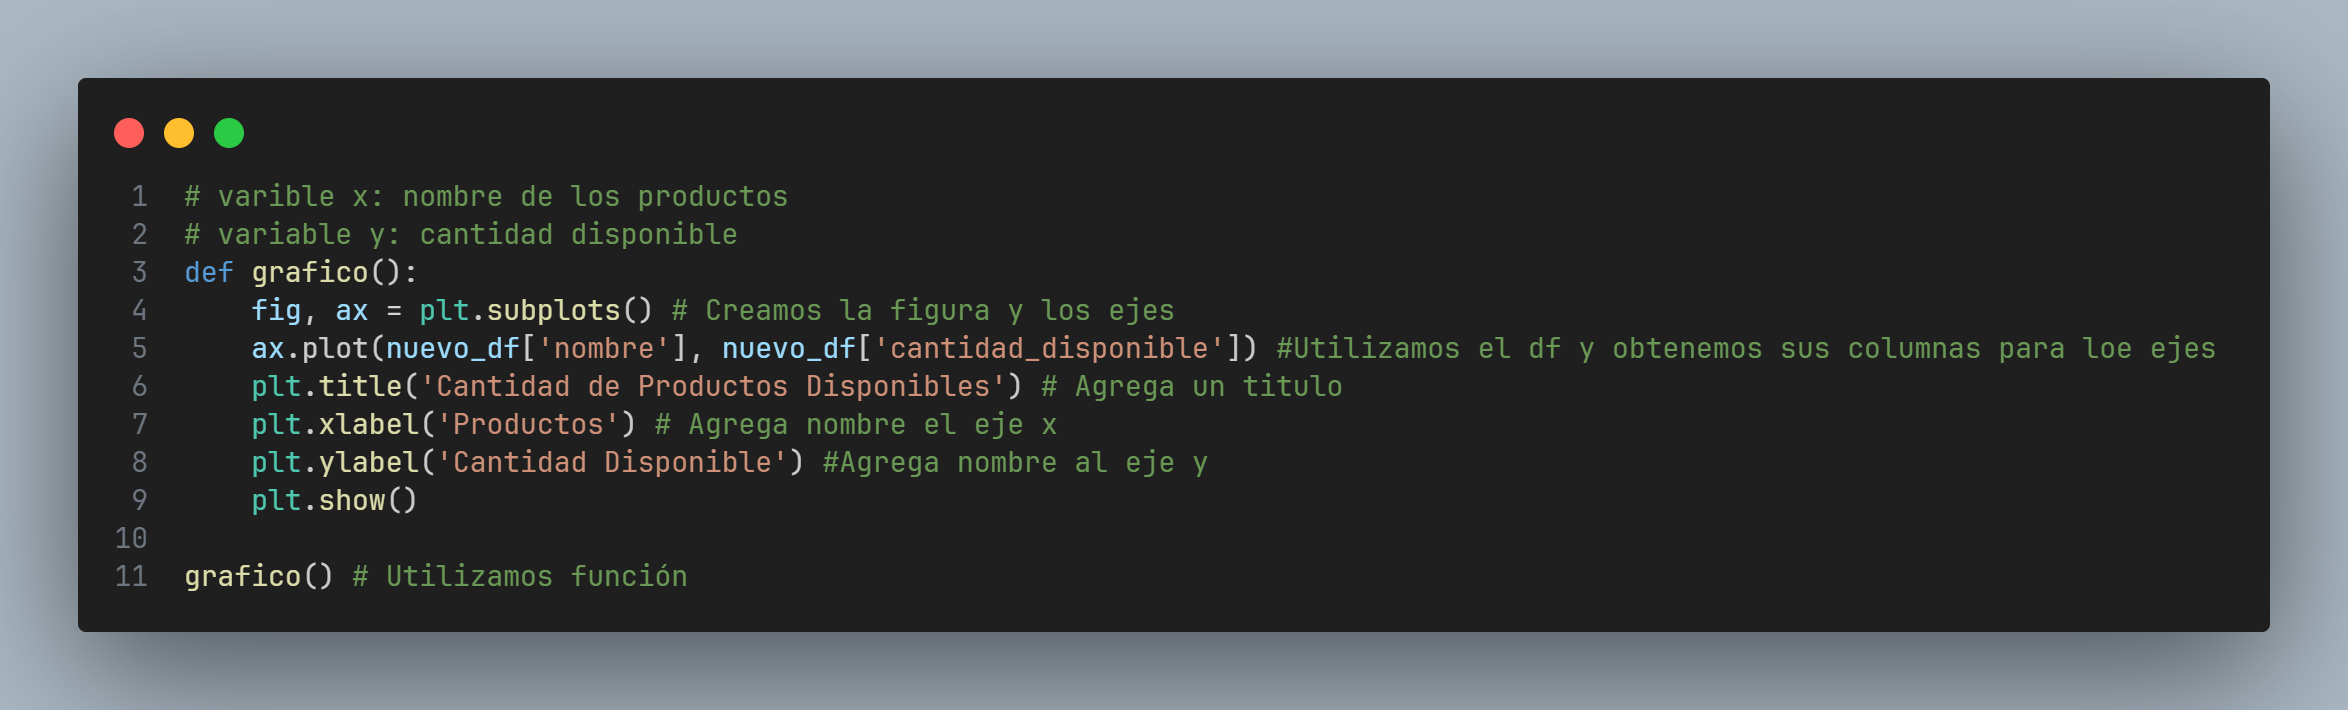 1 # varible x: nombre de los productos
2 # variable y: cantidad disponible
3 def grafico():
4     fig, ax = plt.subplots() # Creamos la figura y los ejes
5     ax.plot(nuevo_df['nombre'], nuevo_df['cantidad_disponible']) #Utilizamos el df y obtenemos sus columnas para loe ejes
6     plt.title('Cantidad de Productos Disponibles') # Agrega un titulo
7     plt.xlabel('Productos') # Agrega nombre el eje x
8     plt.ylabel('Cantidad Disponible') #Agrega nombre al eje y
9     plt.show()
10
11 grafico() # Utilizamos función